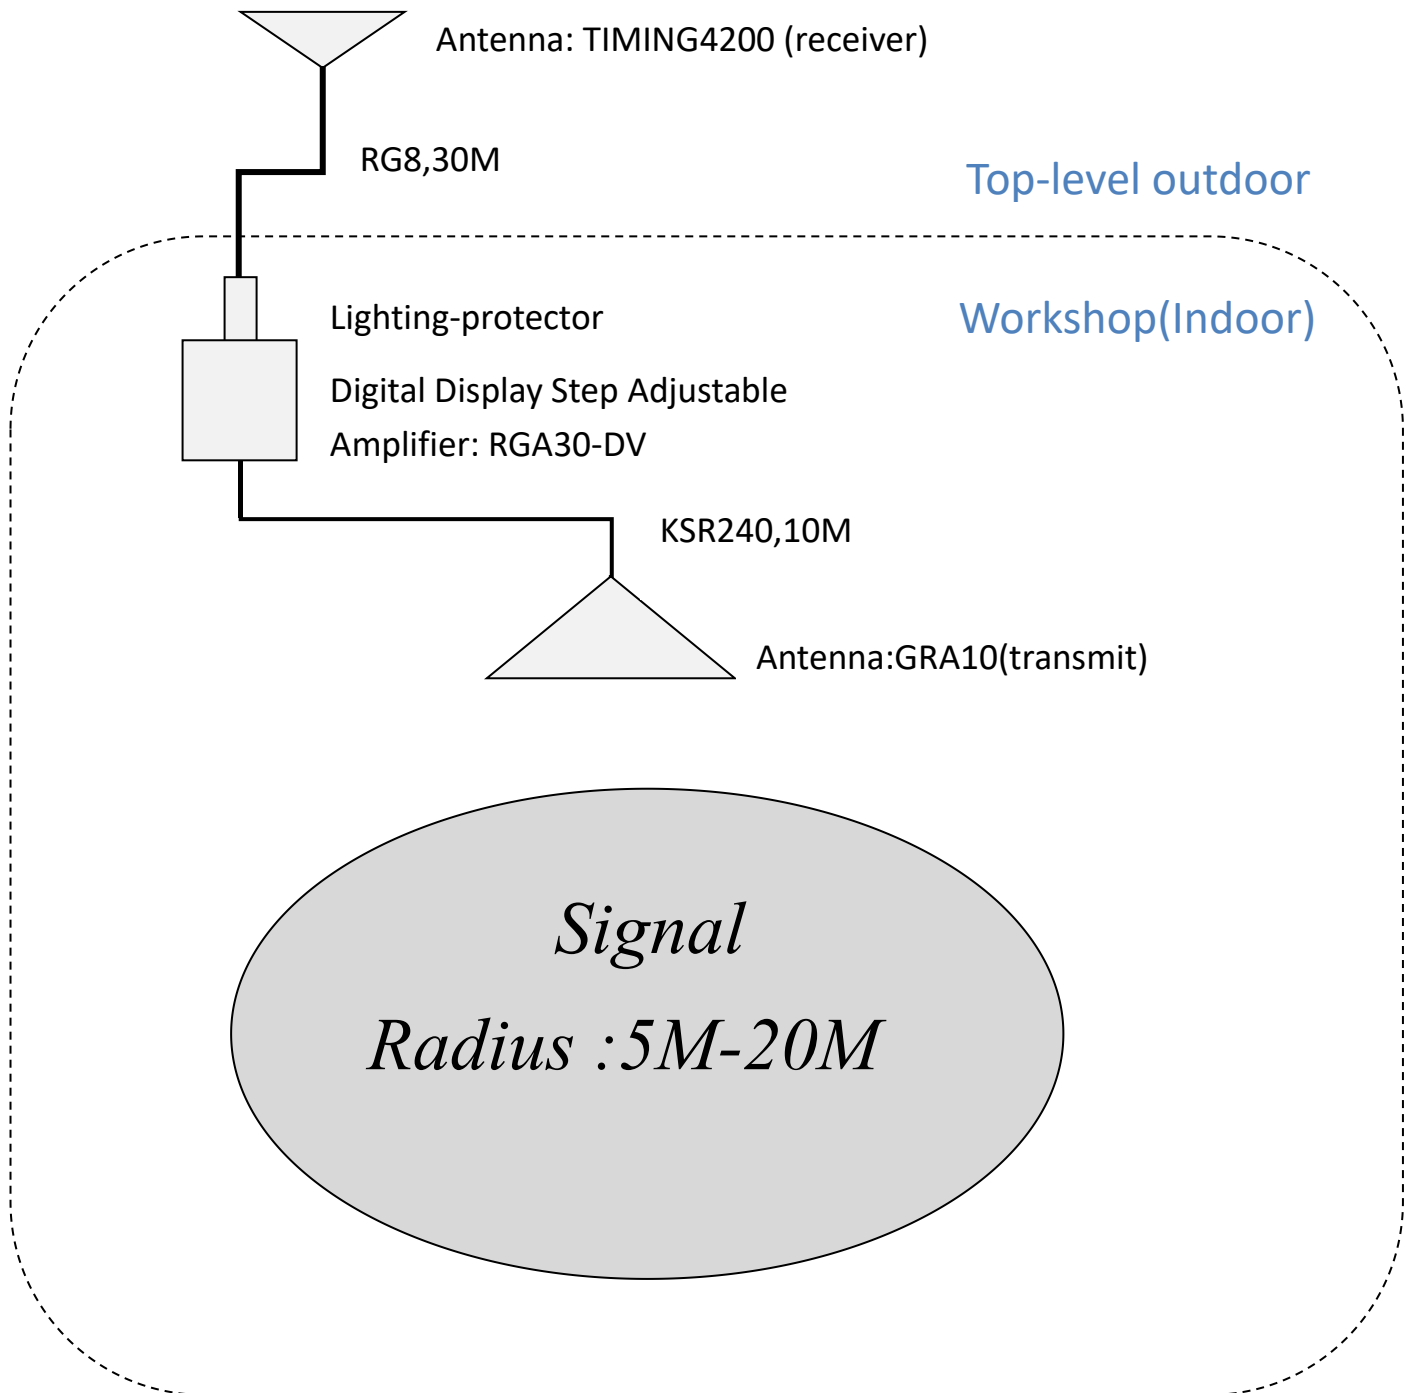 Antenna: TIMING4200 (receiver)
RG8,30M
Top-level outdoor
Lighting-protector
Workshop(Indoor)
Digital Display Step Adjustable
Amplifier: RGA30-DV
KSR240,10M
Antenna:GRA10(transmit)
Signal
Radius :5M-20M